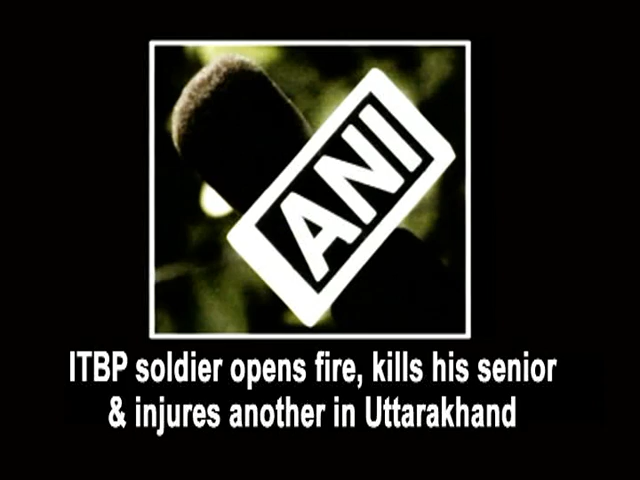 ANI
ITBP soldier opens fire, kills his senior
& injures another in Uttarakhand